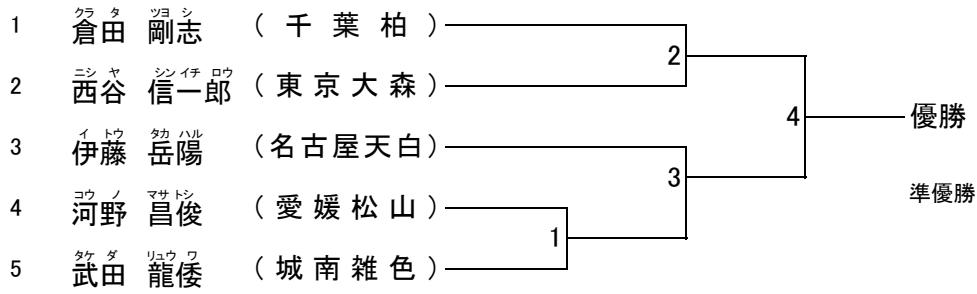 クラ タ ツヨ シ
1 倉田 剛志 (千葉柏)
2
ニシ ヤ シン イチ ロウ
2 西谷 信一郎 (東京大森)
4 優勝
イ トウ タカ ハル
3 伊藤 岳陽 (名古屋天白)
3
準優勝
コウ ノ マサ トシ
4 河野 昌俊 (愛媛松山)
1
タケ ダ リュウ ワ
5 武田 龍倭 (城南雑色)